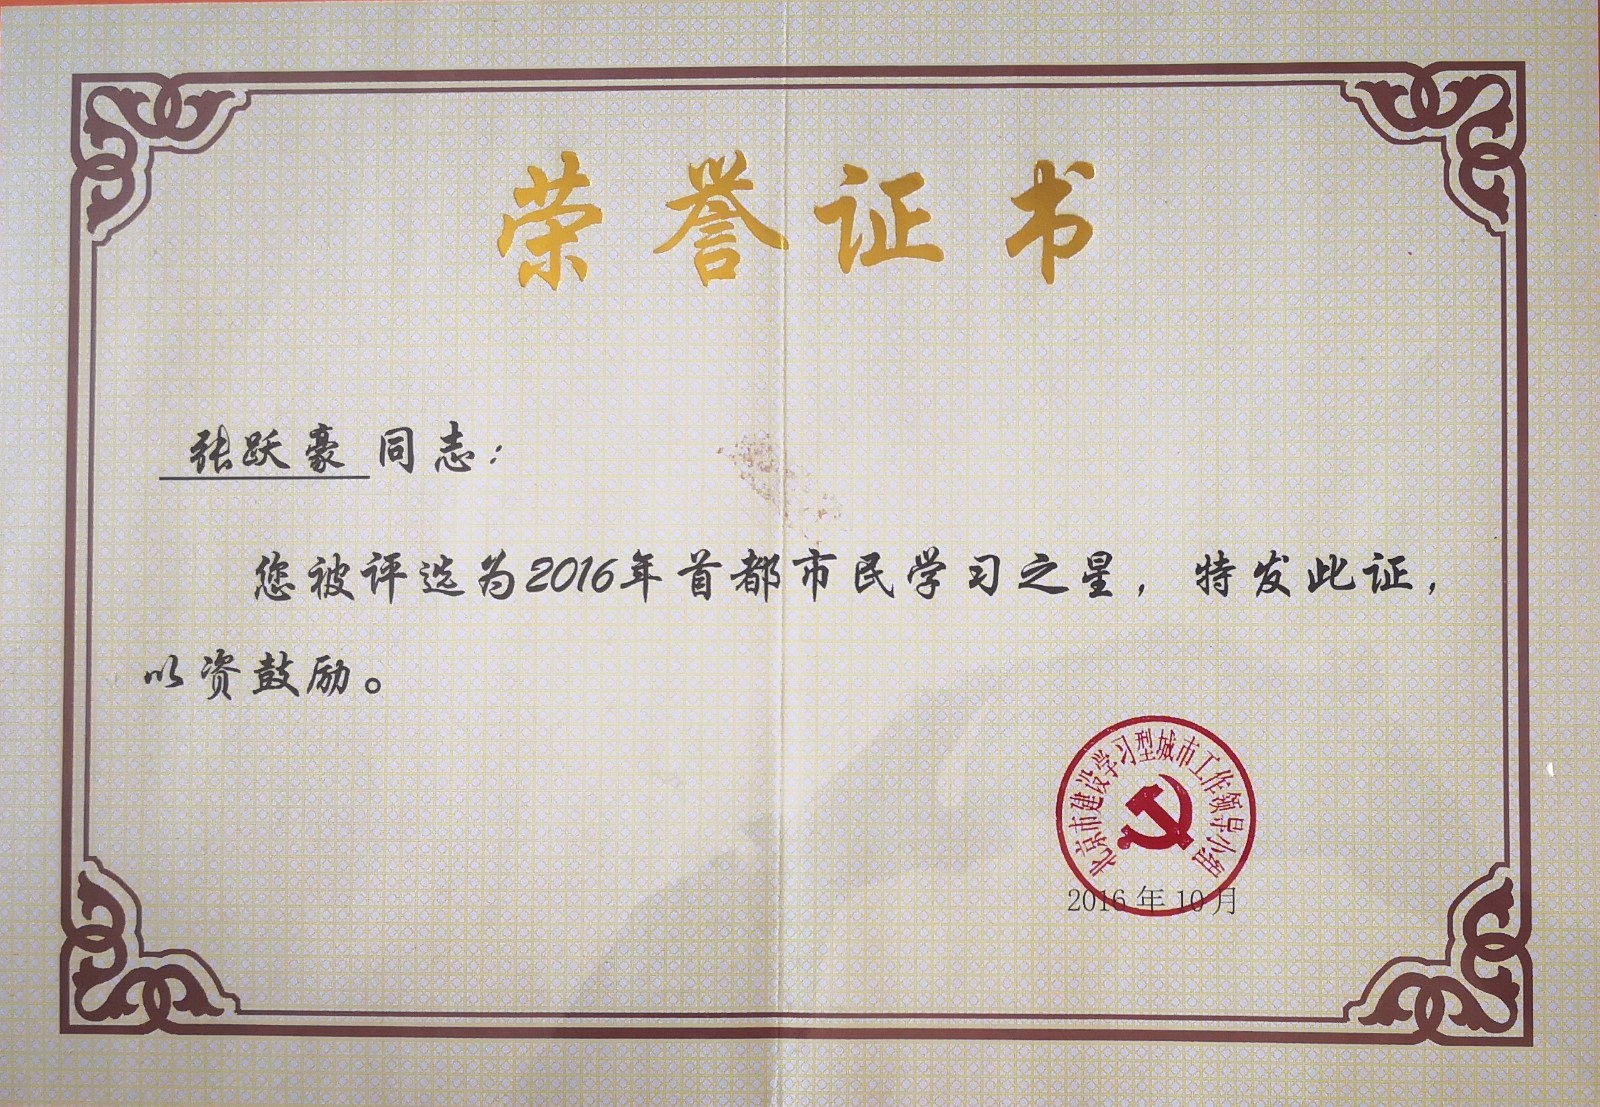 荣誉证书
张跃豪同志:
您被评选为2016年首都市民学习之星,特发此证,
以资鼓励。
北京市建设学习型城市工作领导小组
2016年10月